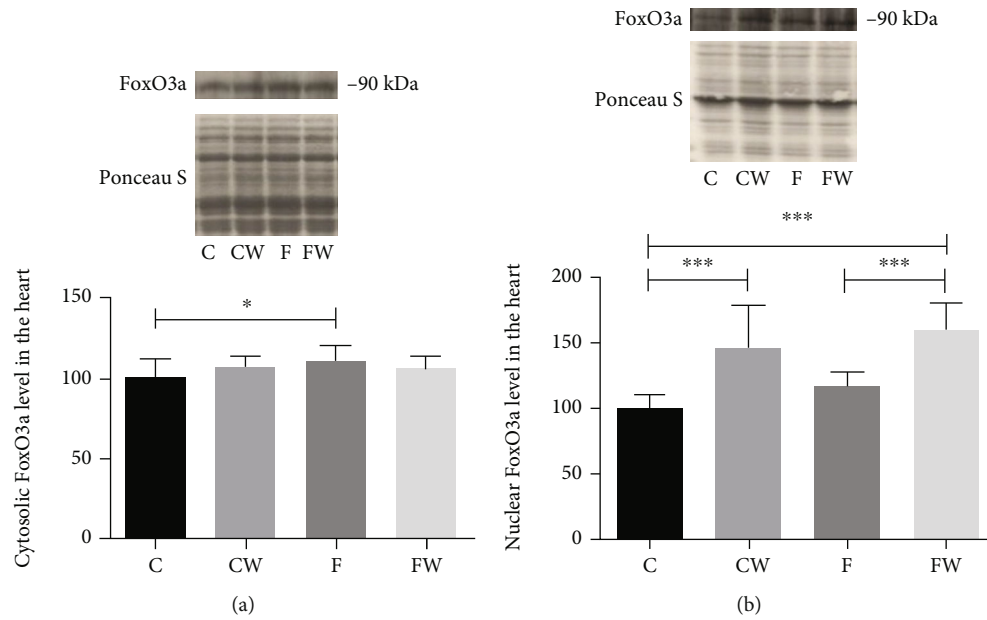 FoxO3a
–90 kDa
Ponceau S
C CW F FW
Cytosolic FoxO3a level in the heart
150
100
50
0
*
C CW F FW
(a)
FoxO3a
–90 kDa
Ponceau S
C CW F FW
Nuclear FoxO3a level in the heart
200
150
100
50
0
***
*** ***
C CW F FW
(b)